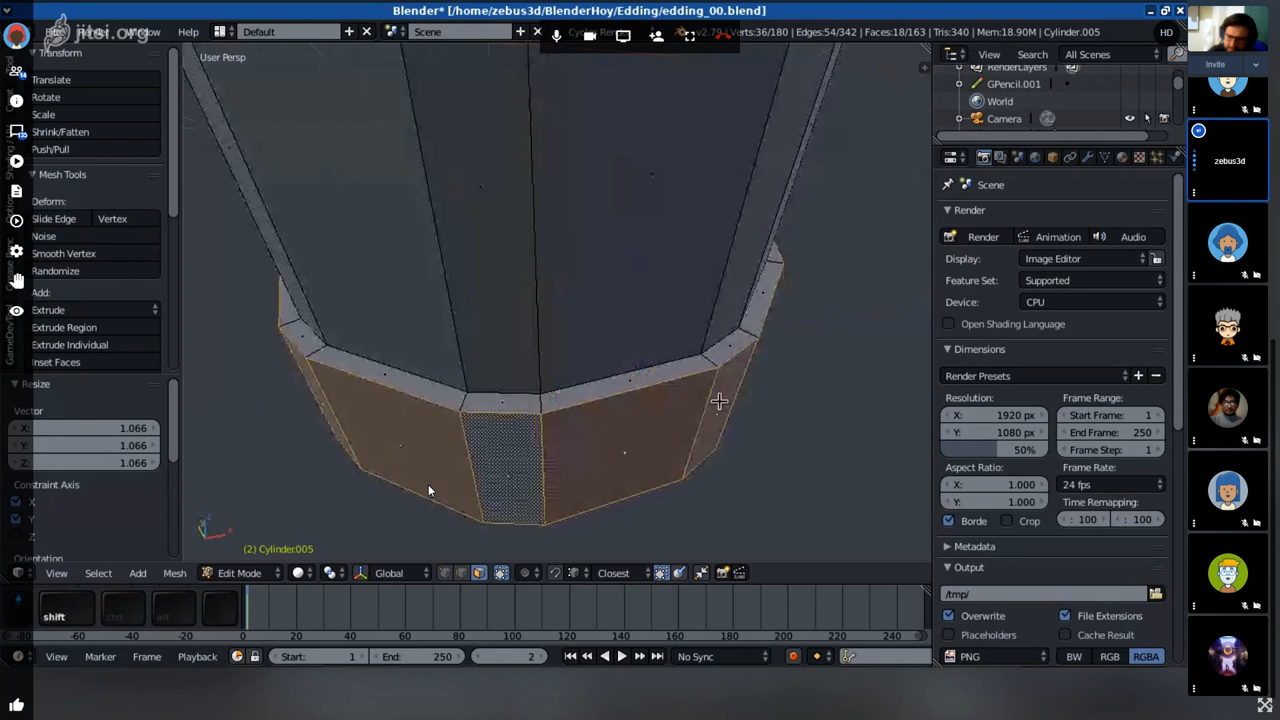 Blender* [/home/zebus3d/BlenderHoy/Edding/edding_00.blend]
jitsi.org
Help
Default
Scene
v2.79 | Verts:36/180 | Edges:54/342 | Faces:18/163 | Tris:340 | Mem:18.90M | Cylinder.005
HD
Invite
Transform
Translate
Rotate
Scale
Shrink/Fatten
Push/Pull
Mesh Tools
Deform:
Slide Edge
Vertex
Noise
Smooth Vertex
Randomize
Add:
Extrude
Extrude Region
Extrude Individual
Inset Faces
Resize
Vector
X: 1.066
Y: 1.066
Z: 1.066
Constraint Axis
X
Y
Z
Orientation
User Persp
(2) Cylinder.005
View
Search
All Scenes
RenderLayers
GPencil.001
World
Camera
Scene
Render
Render
Animation
Audio
Display:
Image Editor
Feature Set:
Supported
Device:
CPU
Open Shading Language
Dimensions
Render Presets
Resolution:
Frame Range:
X: 1920 px
Start Frame: 1
Y: 1080 px
End Frame: 250
50%
Frame Step: 1
Aspect Ratio:
Frame Rate:
X: 1.000
24 fps
Y: 1.000
Time Remapping:
Borde
Crop
: 100
: 100
Metadata
Output
/tmp/
Overwrite
File Extensions
Placeholders
Cache Result
PNG
BW
RGB
RGBA
zebus3d
View
Select
Add
Mesh
Edit Mode
Global
Closest
shift
ctrl
alt
-80 -60 -40 -20 0 20 40 60 80 100 120 140 160 180 200 220 240
View
Marker
Frame
Playback
Start: 1
End: 250
2
No Sync